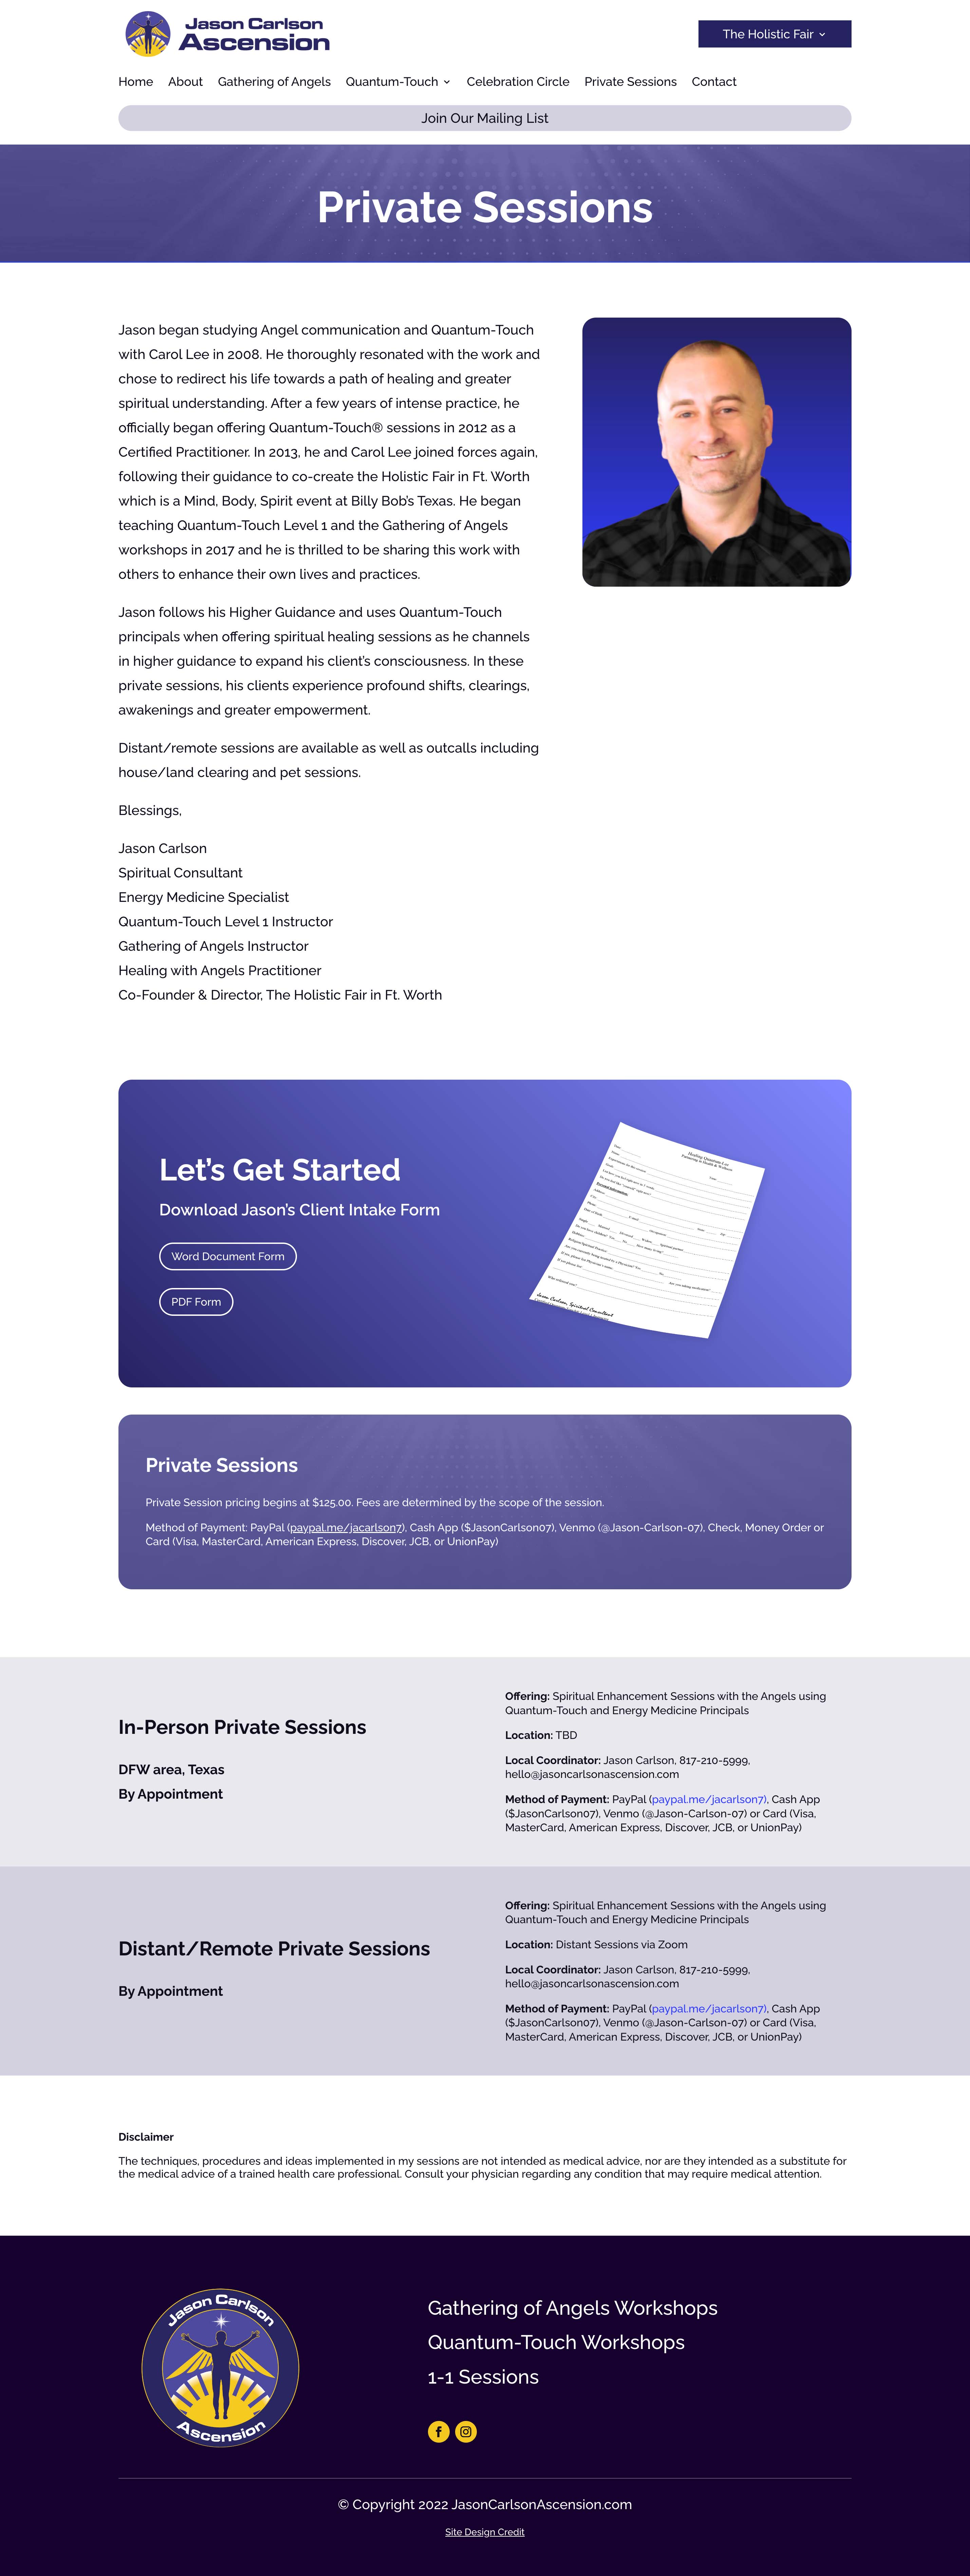 Jason Carlson
Ascension
The Holistic Fair
Home About Gathering of Angels Quantum-Touch Celebration Circle Private Sessions Contact
Join Our Mailing List
Private Sessions
Jason began studying Angel communication and Quantum-Touch
with Carol Lee in 2008. He thoroughly resonated with the work and
chose to redirect his life towards a path of healing and greater
spiritual understanding. After a few years of intense practice, he
officially began offering Quantum-Touch® sessions in 2012 as a
Certified Practitioner. In 2013, he and Carol Lee joined forces again,
following their guidance to co-create the Holistic Fair in Ft. Worth
which is a Mind, Body, Spirit event at Billy Bob's Texas. He began
teaching Quantum-Touch Level 1 and the Gathering of Angels
workshops in 2017 and he is thrilled to be sharing this work with
others to enhance their own lives and practices.
Jason follows his Higher Guidance and uses Quantum-Touch
principals when offering spiritual healing sessions as he channels
in higher guidance to expand his client's consciousness. In these
private sessions, his clients experience profound shifts, clearings,
awakenings and greater empowerment.
Distant/remote sessions are available as well as outcalls including
house/land clearing and pet sessions.
Blessings,
Jason Carlson
Spiritual Consultant
Energy Medicine Specialist
Quantum-Touch Level 1 Instructor
Gathering of Angels Instructor
Healing with Angels Practitioner
Co-Founder & Director, The Holistic Fair in Ft. Worth
Let's Get Started
Download Jason's Client Intake Form
Word Document Form
PDF Form
Jason Carlson, Spiritual Consultant
Private Sessions
Private Session pricing begins at $125.00. Fees are determined by the scope of the session.
Method of Payment: PayPal (paypal.me/jacarlson7), Cash App ($JasonCarlson07), Venmo (@Jason-Carlson-07), Check, Money Order or
Card (Visa, MasterCard, American Express, Discover, JCB, or UnionPay)
In-Person Private Sessions
DFW area, Texas
By Appointment
Offering: Spiritual Enhancement Sessions with the Angels using
Quantum-Touch and Energy Medicine Principals
Location: TBD
Local Coordinator: Jason Carlson, 817-210-5999,
hello@jasoncarlsonascension.com
Method of Payment: PayPal (paypal.me/jacarlson7), Cash App
($JasonCarlson07), Venmo (@Jason-Carlson-07) or Card (Visa,
MasterCard, American Express, Discover, JCB, or UnionPay)
Distant/Remote Private Sessions
By Appointment
Offering: Spiritual Enhancement Sessions with the Angels using
Quantum-Touch and Energy Medicine Principals
Location: Distant Sessions via Zoom
Local Coordinator: Jason Carlson, 817-210-5999,
hello@jasoncarlsonascension.com
Method of Payment: PayPal (paypal.me/jacarlson7), Cash App
($JasonCarlson07), Venmo (@Jason-Carlson-07) or Card (Visa,
MasterCard, American Express, Discover, JCB, or UnionPay)
Disclaimer
The techniques, procedures and ideas implemented in my sessions are not intended as medical advice, nor are they intended as a substitute for
the medical advice of a trained health care professional. Consult your physician regarding any condition that may require medical attention.
Jason Carlson
Ascension
Gathering of Angels Workshops
Quantum-Touch Workshops
1-1 Sessions
© Copyright 2022 JasonCarlsonAscension.com
Site Design Credit